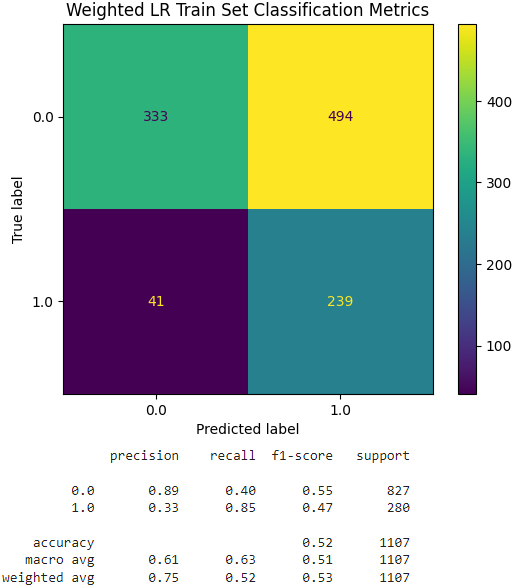 Weighted LR Train Set Classification Metrics
0.0 333 494
400
300
True label
200
1.0 41 239
100
0.0 1.0
Predicted label
precision recall f1-score support
0.0 0.89 0.40 0.55 827
1.0 0.33 0.85 0.47 280
accuracy 0.52 1107
macro avg 0.61 0.63 0.51 1107
weighted avg 0.75 0.52 0.53 1107